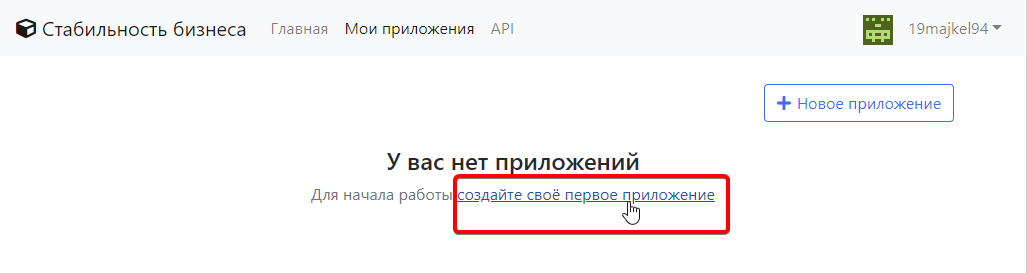 Стабильность бизнеса Главная Мои приложения API 19majkel94
Новое приложение
У вас нет приложений
Для начала работы создайте своё первое приложение